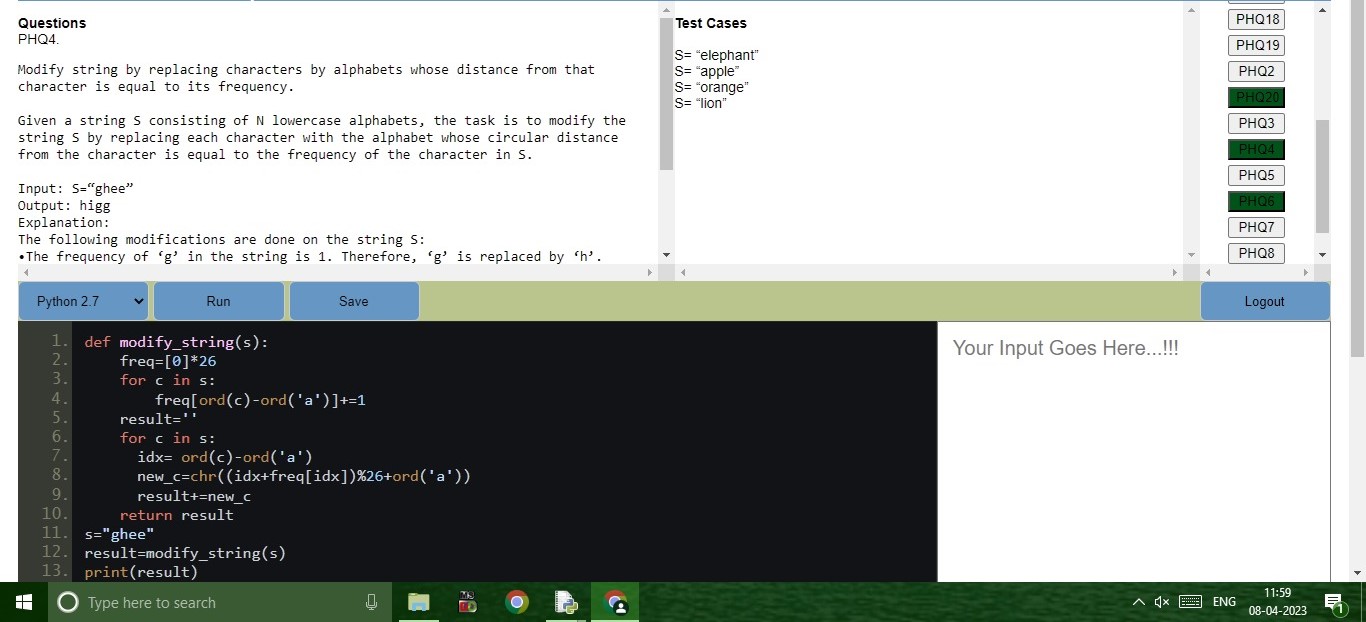 Questions
PHQ4.
Modify string by replacing characters by alphabets whose distance from that
character is equal to its frequency.
Given a string S consisting of N lowercase alphabets, the task is to modify the
string S by replacing each character with the alphabet whose circular distance
from the character is equal to the frequency of the character in S.
Input: S=“ghee”
Output: higg
Explanation:
The following modifications are done on the string S:
•The frequency of ‘g’ in the string is 1. Therefore, ‘g’ is replaced by ‘h’.
Test Cases
S= “elephant”
S= “apple”
S= “orange”
S= “lion”
PHQ18
PHQ19
PHQ2
PHQ20
PHQ3
PHQ4
PHQ5
PHQ6
PHQ7
PHQ8
Python 2.7
Run
Save
Logout
1. def modify_string(s):
2. freq=[0]*26
3. for c in s:
4. freq[ord(c)-ord('a')]+=1
5. result=''
6. for c in s:
7. idx= ord(c)-ord('a')
8. new_c=chr((idx+freq[idx])%26+ord('a'))
9. result+=new_c
10. return result
11. s="ghee"
12. result=modify_string(s)
13. print(result)
Your Input Goes Here...!!!
Type here to search
MS
ENG
11:59
08-04-2023
1